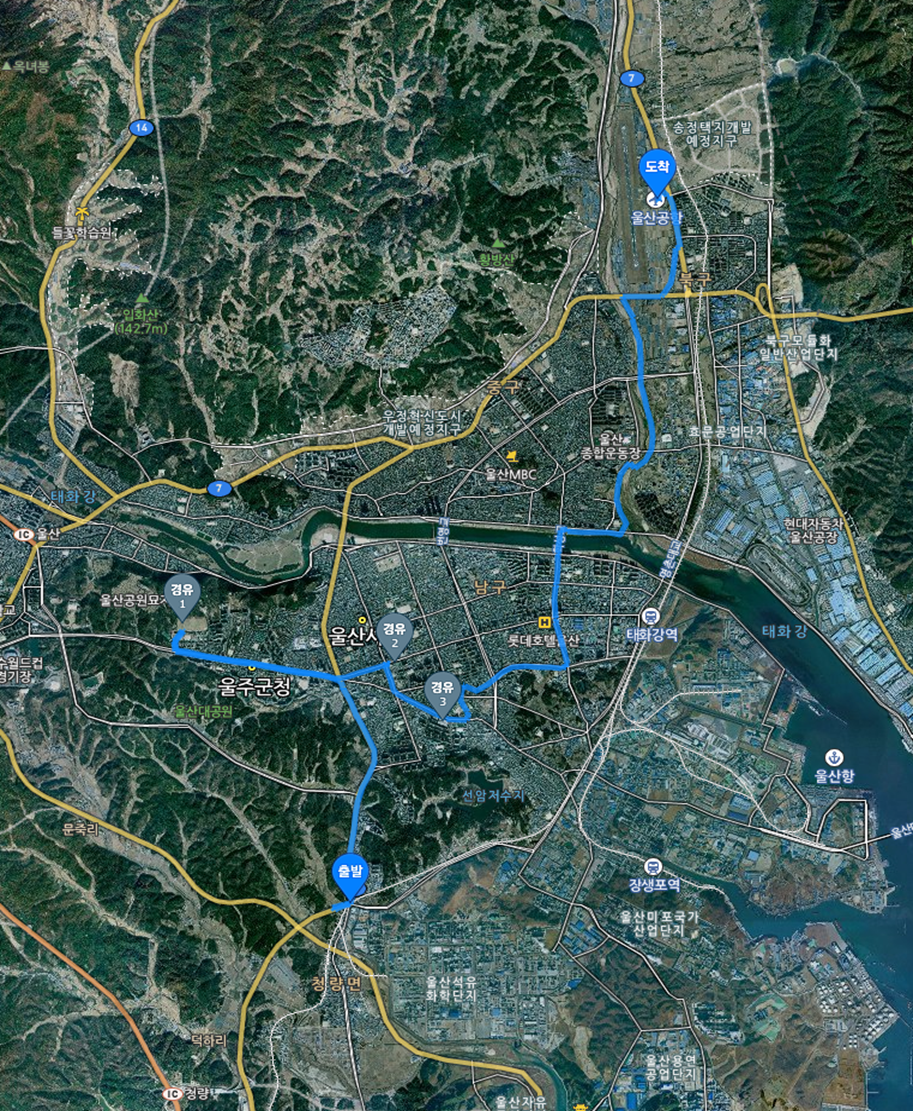 옥녀봉
7
송정택지개발
예정지구
14
도착
울산공항
들꽃학습원
황방산
북구
입화산
(142.7m)
북구모듈화
일반산업단지
중구
우정혁신도시
개발예정지구
울산
종합운동장
효문공업단지
울산MBC
7
태화강
IC 울산
현대자동차
울산공장
경유
1
남구
울산공원묘지
경유
2
울산시
롯데호텔울산
태화강역
태화강
수월드컵
경기장
울주군청
경유
3
울산대공원
울산항
선암저수지
문죽리
출발
장생포역
울산미포국가
산업단지
청량면
울산석유
화학단지
덕하리
울산용연
공업단지
IC 청량
울산자유